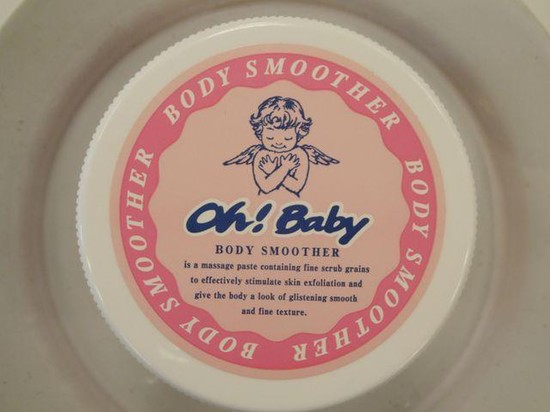 BODY SMOOTHER
BODY SMOOTHER
BODY SMOOTHER
BODY SMOOTHER
Oh! Baby
BODY SMOOTHER
is a massage paste containing fine scrub grains
to effectively stimulate skin exfoliation and
give the body a look of glistening smooth
and fine texture.